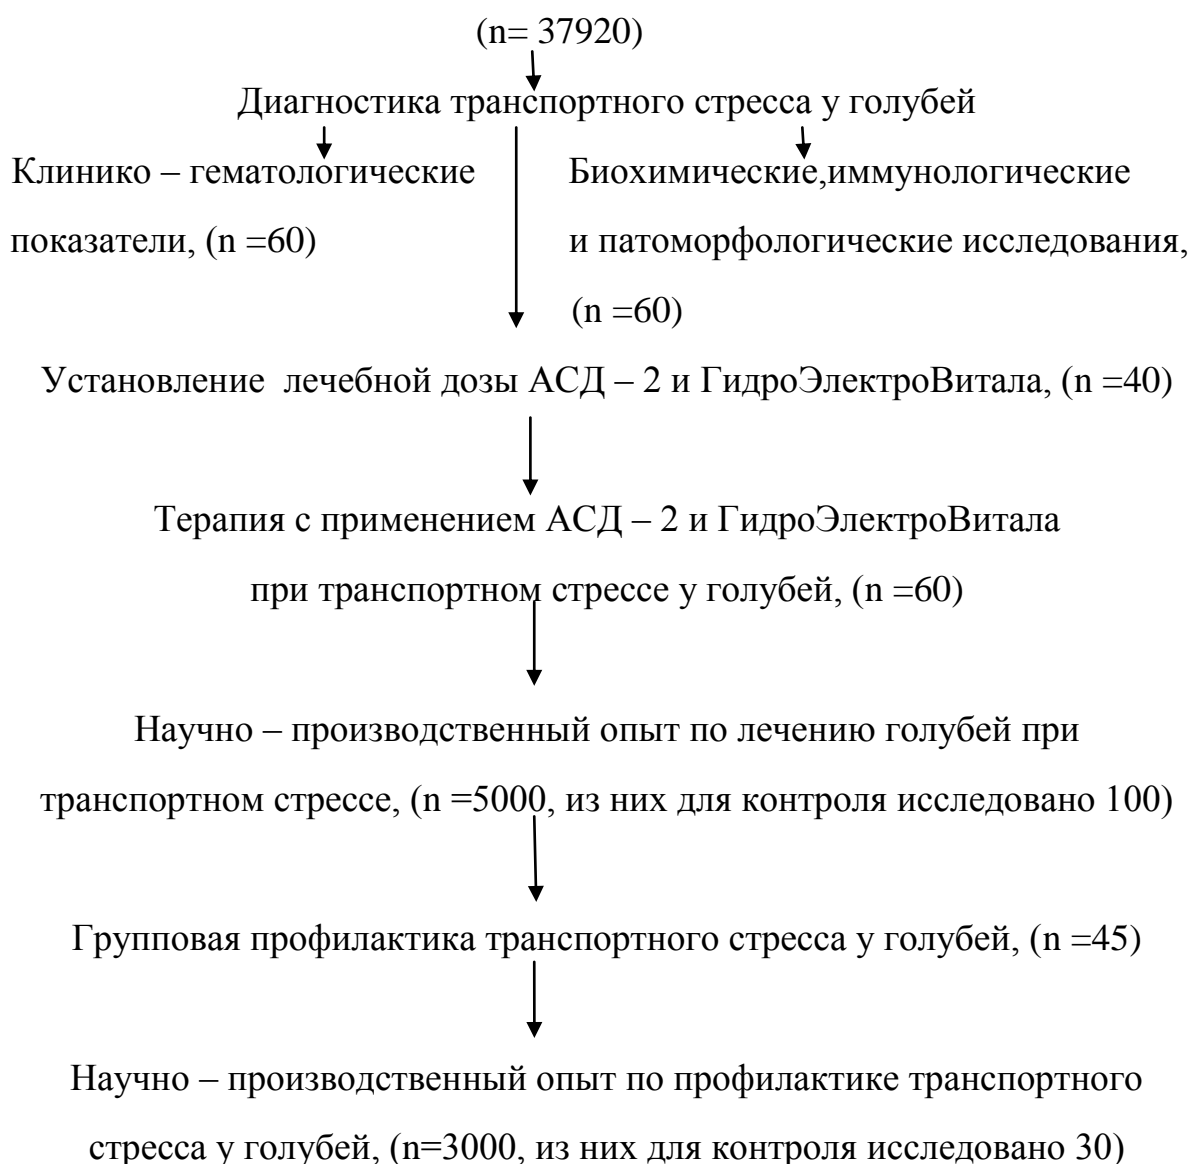 (n= 37920)
Диагностика транспортного стресса у голубей
Клинико – гематологические
показатели, (n =60)
Биохимические,иммунологические
и патоморфологические исследования,
(n =60)
Установление лечебной дозы АСД – 2 и ГидроЭлектроВитала, (n =40)
Терапия с применением АСД – 2 и ГидроЭлектроВитала
при транспортном стрессе у голубей, (n =60)
Научно – производственный опыт по лечению голубей при
транспортном стрессе, (n =5000, из них для контроля исследовано 100)
Групповая профилактика транспортного стресса у голубей, (n =45)
Научно – производственный опыт по профилактике транспортного
стресса у голубей, (n=3000, из них для контроля исследовано 30)